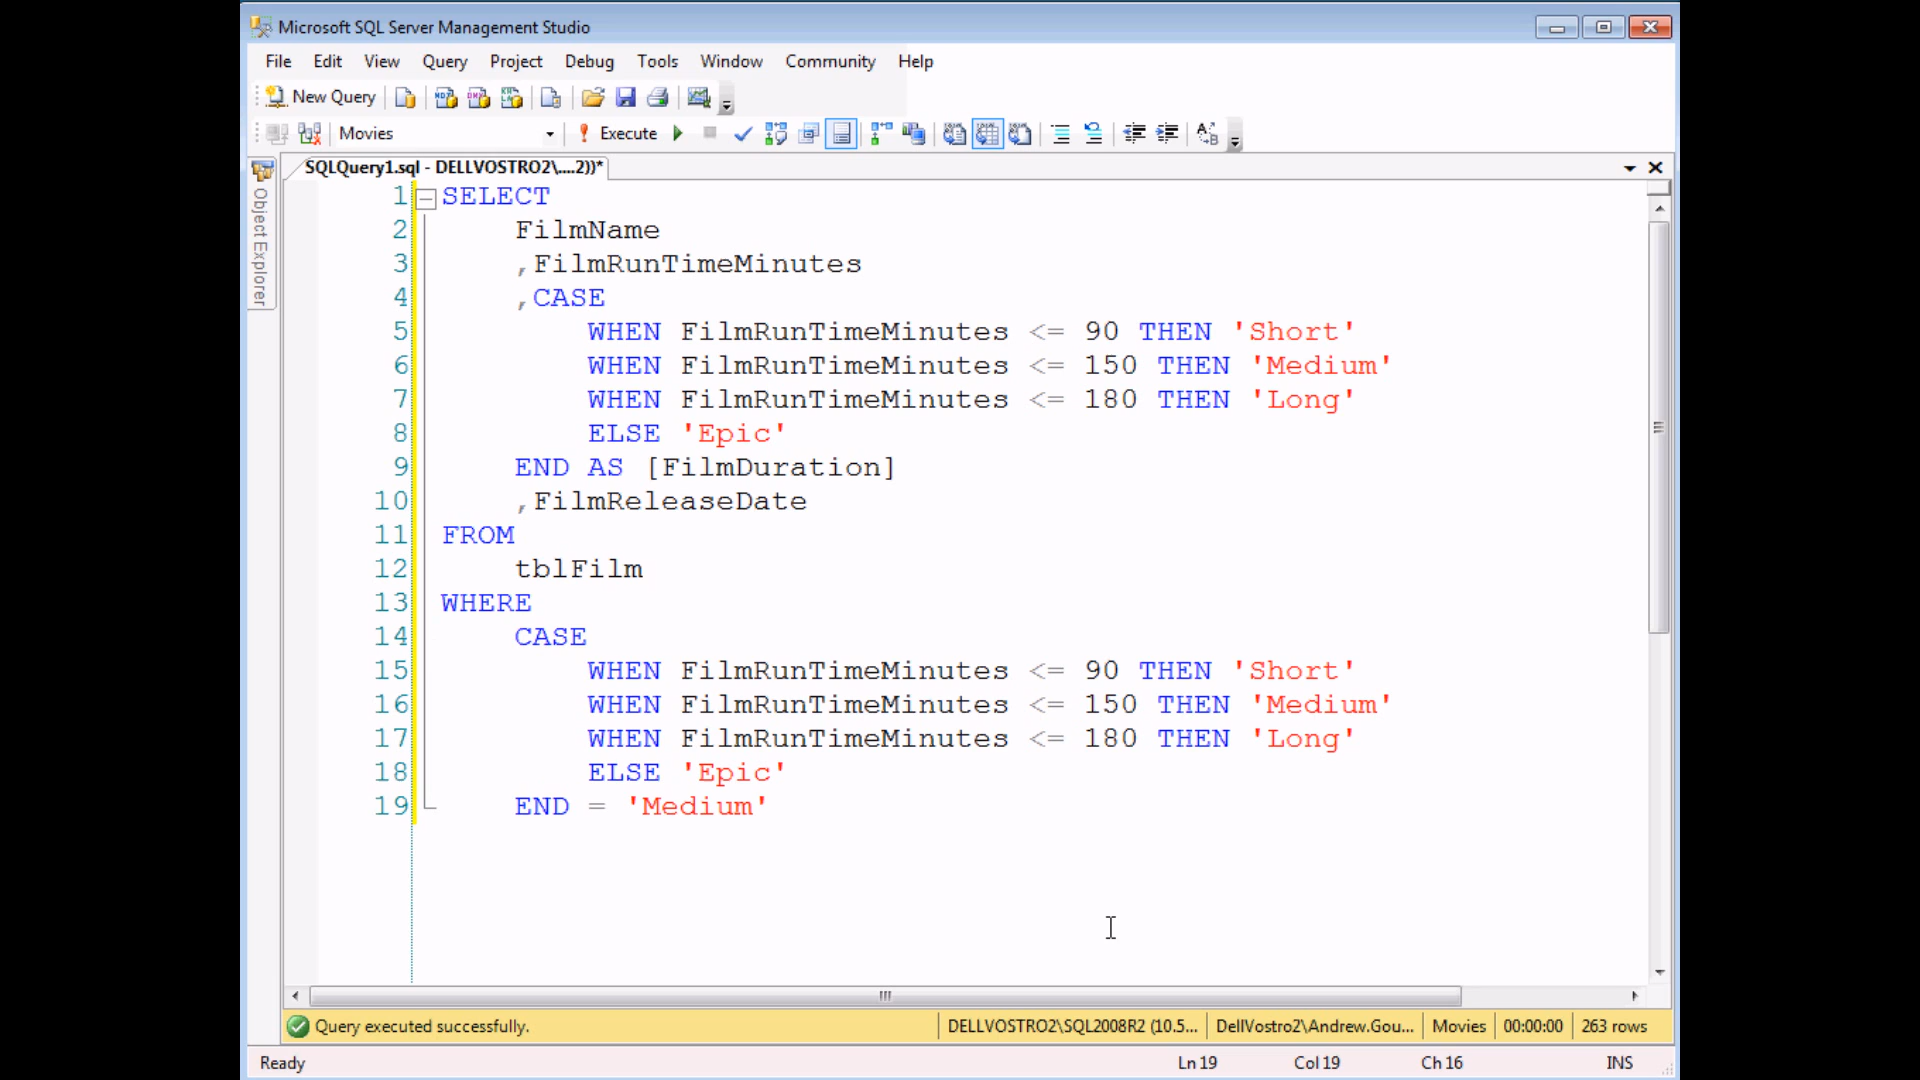 Microsoft SQL Server Management Studio
File Edit View Query Project Debug Tools Window Community Help
New Query
Movies Execute
SQLQuery1.sql - DELLVOSTRO2\....2))*
Object Explorer
1 SELECT
2 FilmName
3 ,FilmRunTimeMinutes
4 ,CASE
5 WHEN FilmRunTimeMinutes <= 90 THEN 'Short'
6 WHEN FilmRunTimeMinutes <= 150 THEN 'Medium'
7 WHEN FilmRunTimeMinutes <= 180 THEN 'Long'
8 ELSE 'Epic'
9 END AS [FilmDuration]
10 ,FilmReleaseDate
11 FROM
12 tblFilm
13 WHERE
14 CASE
15 WHEN FilmRunTimeMinutes <= 90 THEN 'Short'
16 WHEN FilmRunTimeMinutes <= 150 THEN 'Medium'
17 WHEN FilmRunTimeMinutes <= 180 THEN 'Long'
18 ELSE 'Epic'
19 END = 'Medium'
Query executed successfully. DELLVOSTRO2\SQL2008R2 (10.5... DellVostro2\Andrew.Gou... Movies 00:00:00 263 rows
Ready Ln 19 Col 19 Ch 16 INS